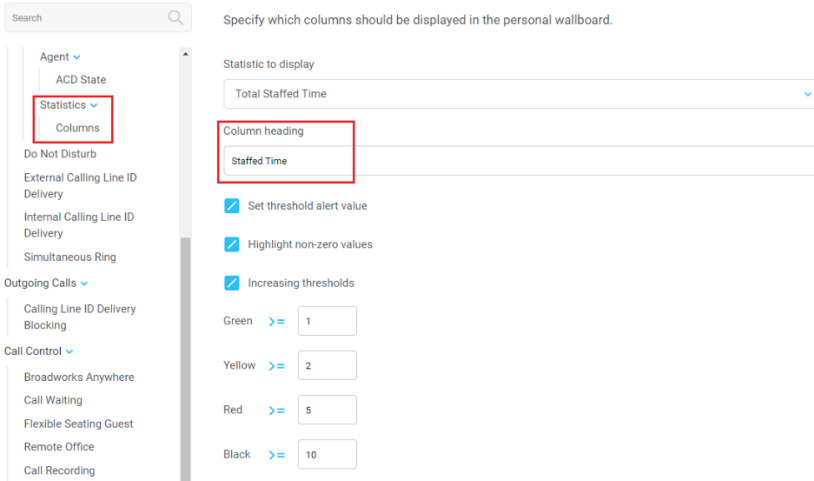 Search
Agent
ACD State
Statistics
Columns
Do Not Disturb
External Calling Line ID
Delivery
Internal Calling Line ID
Delivery
Simultaneous Ring
Outgoing Calls
Calling Line ID Delivery
Blocking
Call Control
Broadworks Anywhere
Call Waiting
Flexible Seating Guest
Remote Office
Call Recording
Specify which columns should be displayed in the personal wallboard.
Statistic to display
Total Staffed Time
Column heading
Staffed Time
Set threshold alert value
Highlight non-zero values
Increasing thresholds
Green >= 1
Yellow >= 2
Red >= 5
Black >= 10